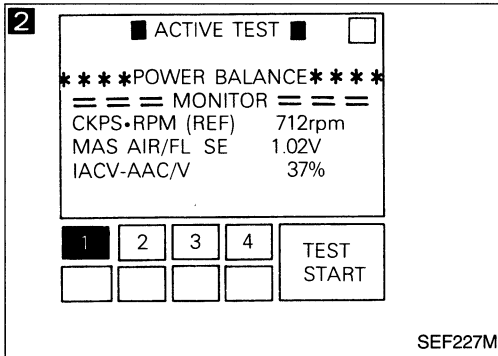 2
■ ACTIVE TEST ■ □
****POWER BALANCE****
=== MONITOR ===
CKPS•RPM (REF) 712rpm
MAS AIR/FL SE 1.02V
IACV-AAC/V 37%
1 2 3 4 TEST START
SEF227M